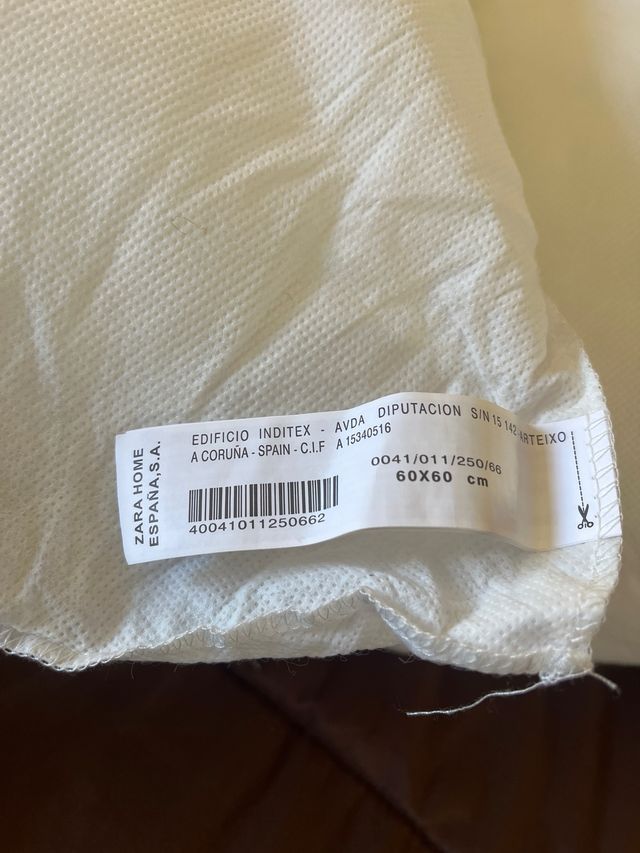 ZARA HOME
ESPAÑA,S.A.
EDIFICIO INDITEX - AVDA DIPUTACION S/N 15 142-ARTEIXO
A CORUÑA - SPAIN - C.I.F A 15340516
0041/011/250/66
60X60 cm
40041011250662